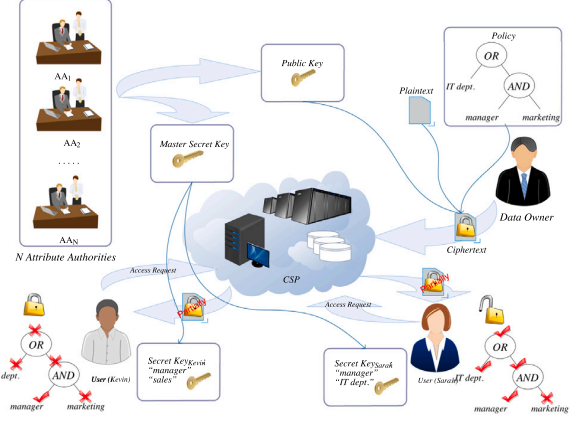 AA1
AA2
. . . . .
AAN
N Attribute Authorities
Public Key
Master Secret Key
Plaintext
Policy
OR
IT dept.
AND
manager
marketing
Data Owner
Ciphertext
CSP
Access Request
Partially
Access Request
Partially
OR
dept.
AND
manager
marketing
User (Kevin)
Secret KeyKevin
“manager”
“sales”
Secret KeySarah
“manager”
“IT dept.”
User (Sarah)
OR
IT dept.
AND
manager
marketing